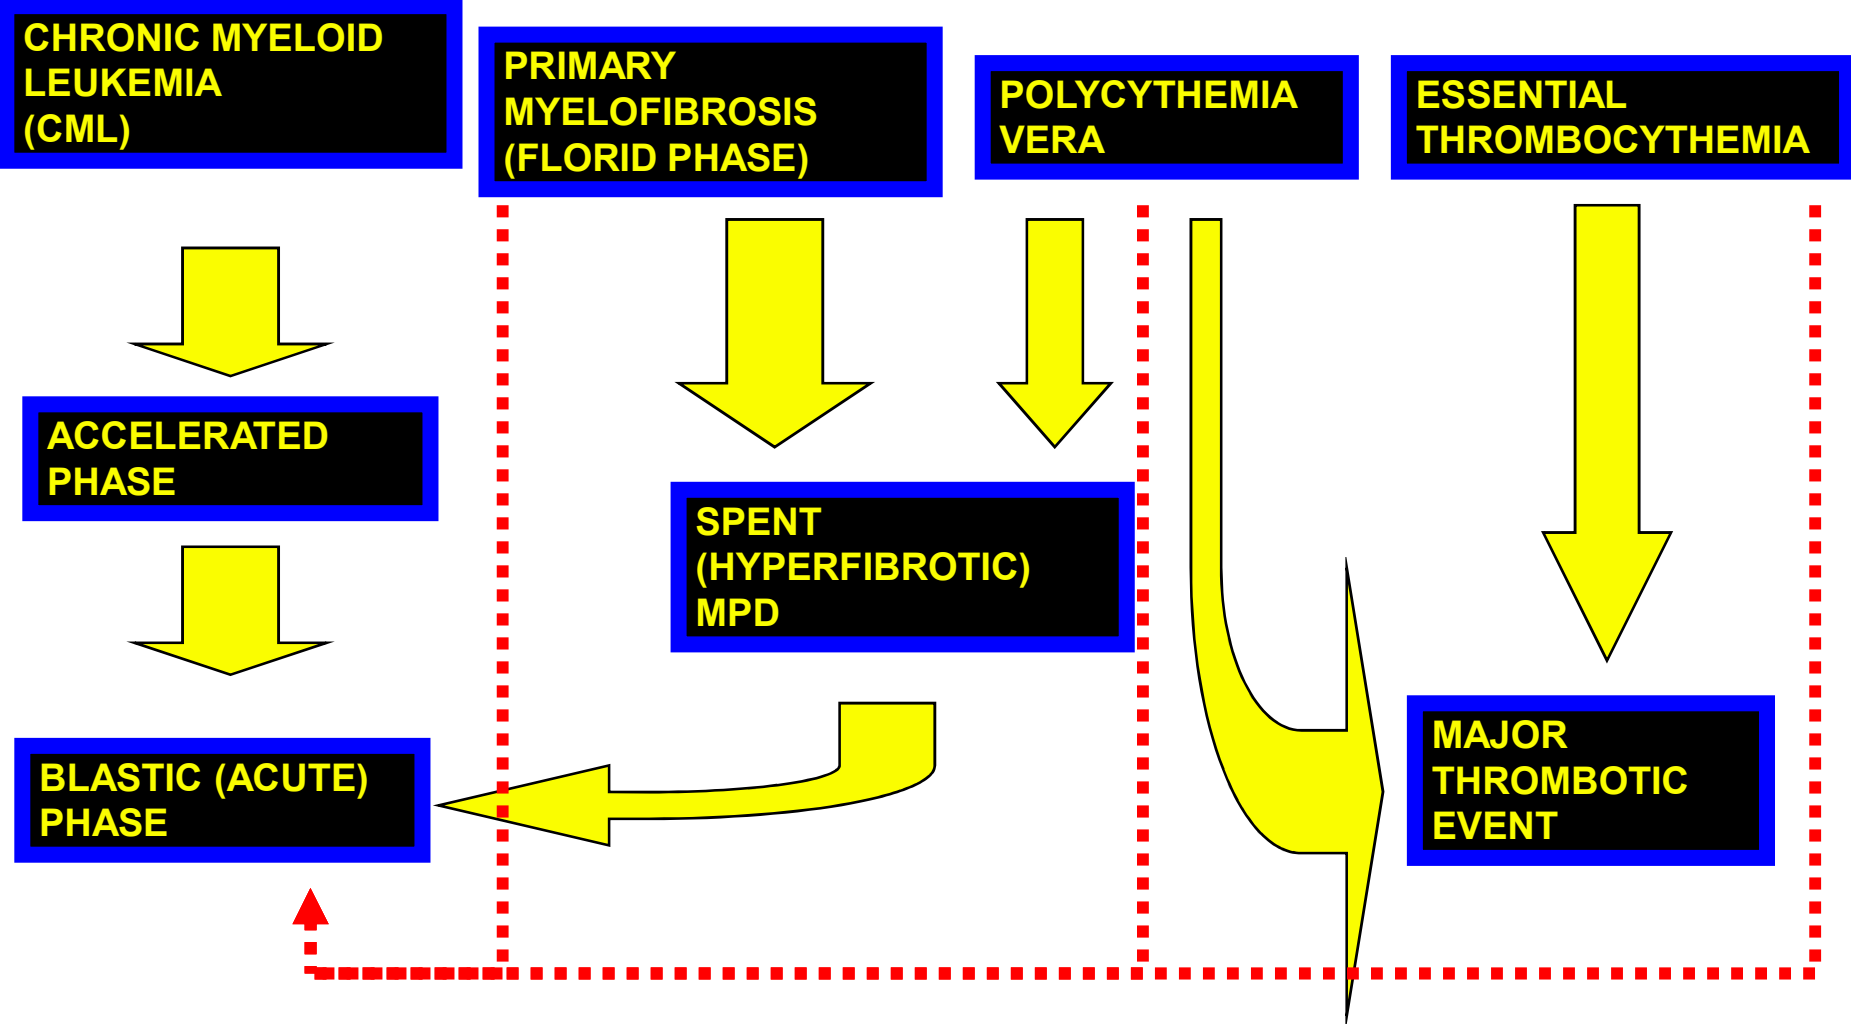 CHRONIC MYELOID
LEUKEMIA
(CML)
PRIMARY
MYELOFIBROSIS
(FLORID PHASE)
POLYCYTHEMIA
VERA
ESSENTIAL
THROMBOCYTHEMIA
ACCELERATED
PHASE
SPENT
(HYPERFIBROTIC)
MPD
BLASTIC (ACUTE)
PHASE
MAJOR
THROMBOTIC
EVENT